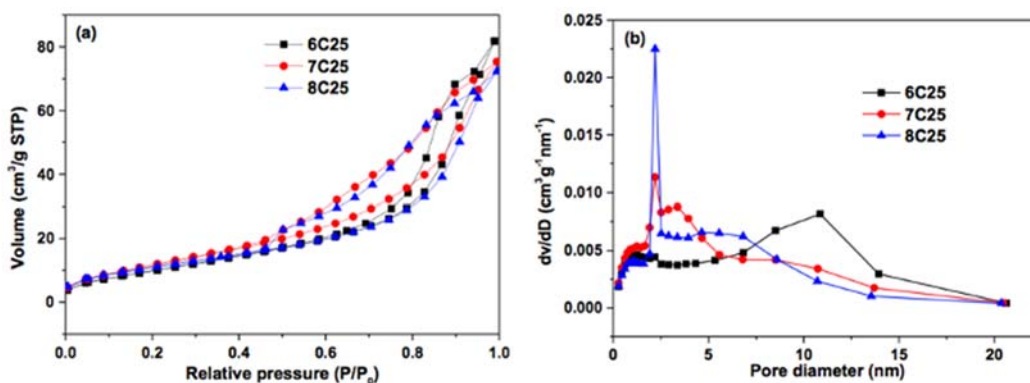 (a)
6C25
7C25
8C25
Volume (cm³/g STP)
80
60
40
20
0
0.0 0.2 0.4 0.6 0.8 1.0
Relative pressure (P/P₀)
(b)
6C25
7C25
8C25
dv/dD (cm³g⁻¹nm⁻¹)
0.025
0.020
0.015
0.010
0.005
0.000
0 5 10 15 20
Pore diameter (nm)